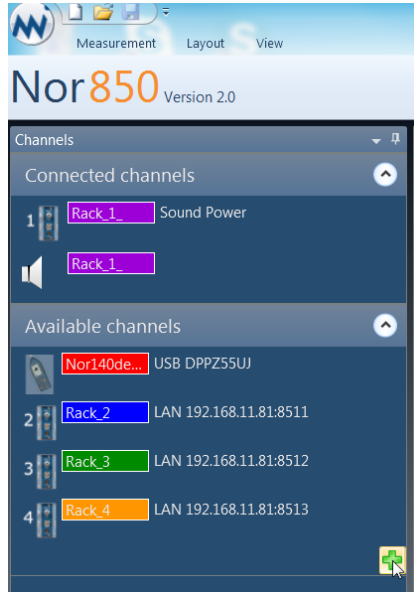 Measurement Layout View
Nor850 Version 2.0
Channels
Connected channels
1 Rack_1_ Sound Power
Rack_1_
Available channels
Nor140de... USB DPPZ55UJ
2 Rack_2 LAN 192.168.11.81:8511
3 Rack_3 LAN 192.168.11.81:8512
4 Rack_4 LAN 192.168.11.81:8513